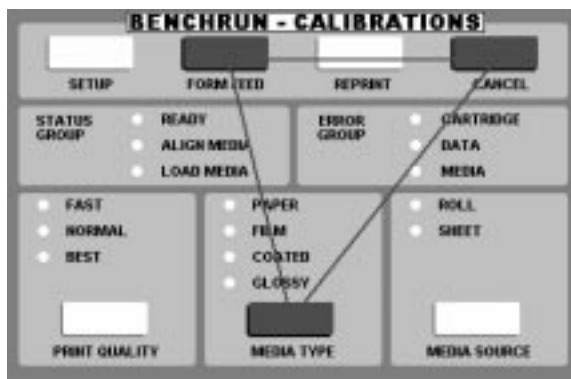 BENCHRUN - CALIBRATIONS
SETUP FORM FEED REPRINT CANCEL
STATUS GROUP
READY
ALIGN MEDIA
LOAD MEDIA
ERROR GROUP
CARTRIDGE
DATA
MEDIA
FAST
NORMAL
BEST
PRINT QUALITY
PAPER
FILM
COATED
GLOSSY
MEDIA TYPE
ROLL
SHEET
MEDIA SOURCE